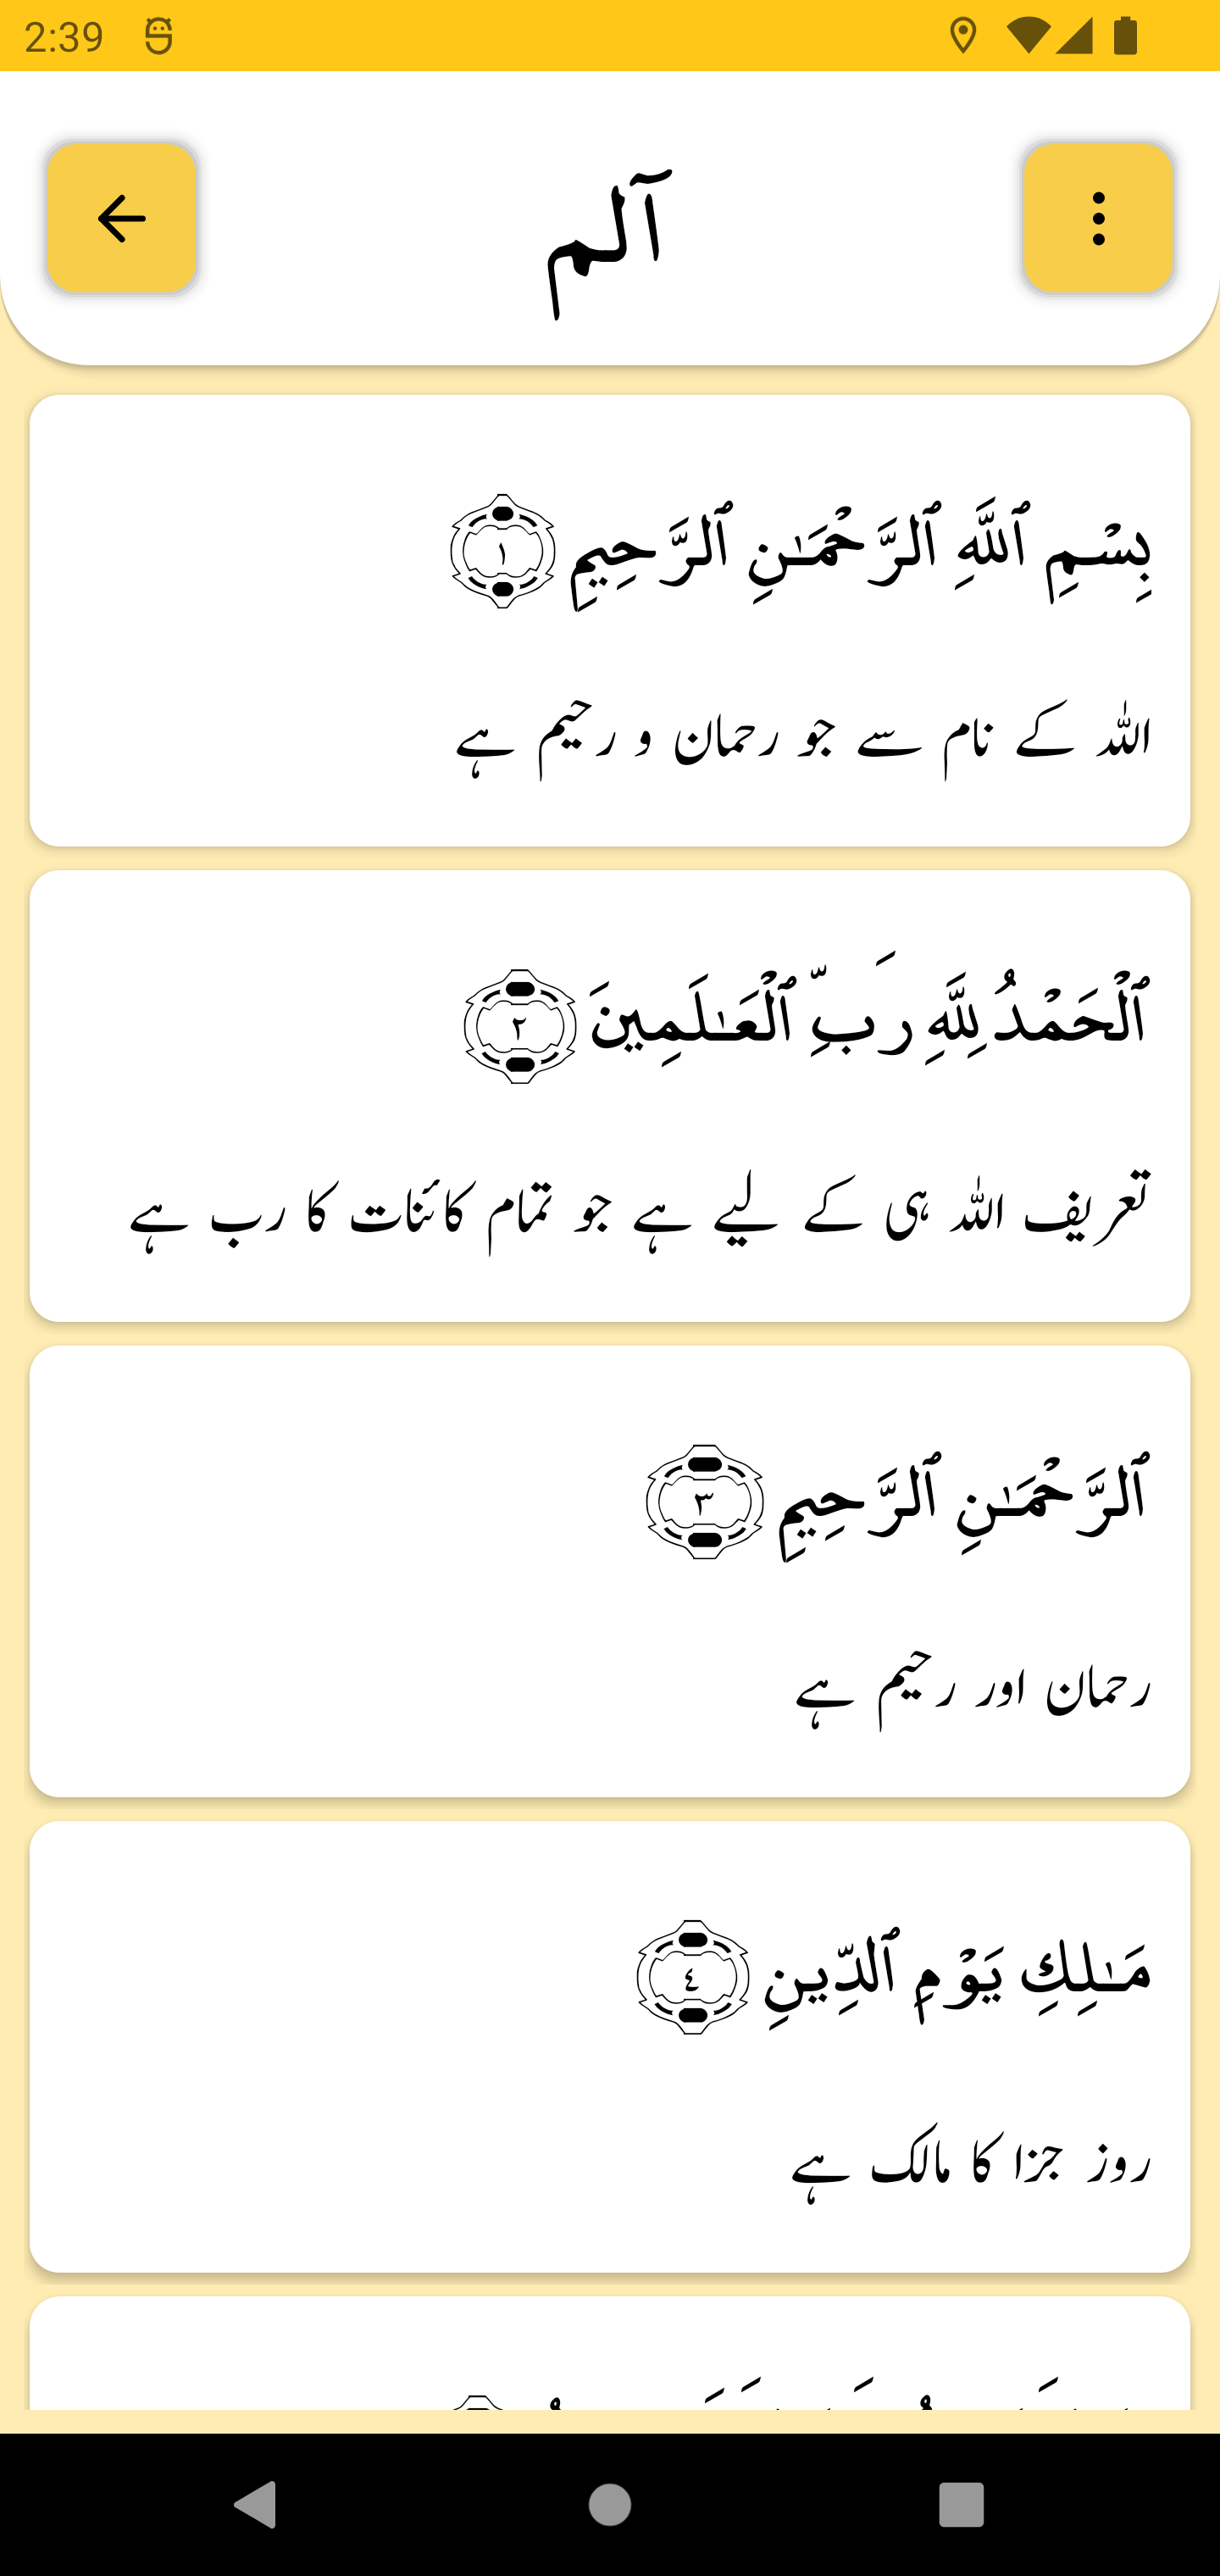 2:39
آلم
بِسْمِ ٱللَّهِ ٱلرَّحْمَـٰنِ ٱلرَّحِيمِ ١
اللہ کے نام سے جو رحمان و رحیم ہے
ٱلْحَمْدُ لِلَّهِ رَبِّ ٱلْعَـٰلَمِينَ ٢
تعریف اللہ ہی کے لیے ہے جو تمام کائنات کا رب ہے
ٱلرَّحْمَـٰنِ ٱلرَّحِيمِ ٣
رحمان اور رحیم ہے
مَـٰلِكِ يَوْمِ ٱلدِّينِ ٤
روز جزا کا مالک ہے